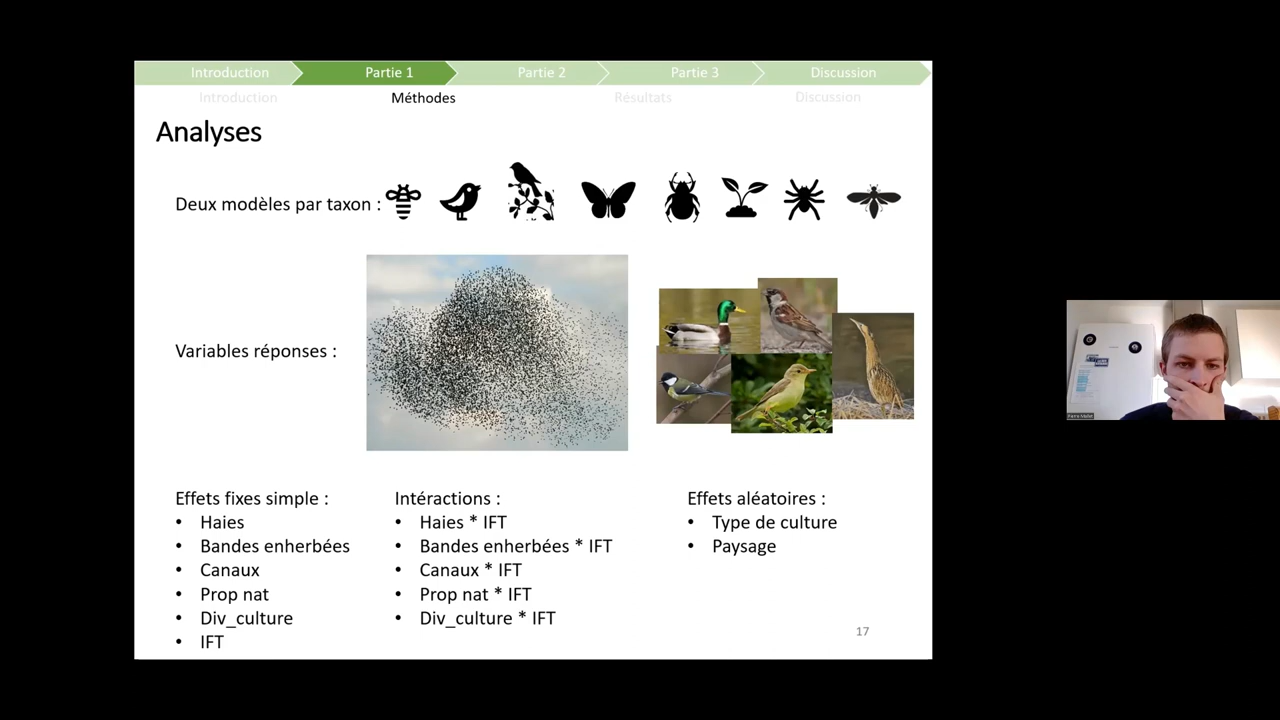 Introduction
Partie 1
Partie 2
Partie 3
Discussion
Introduction
Méthodes
Résultats
Discussion
Analyses
Deux modèles par taxon :
Variables réponses :
Effets fixes simple :
• Haies
• Bandes enherbées
• Canaux
• Prop nat
• Div_culture
• IFT
Intéractions :
• Haies * IFT
• Bandes enherbées * IFT
• Canaux * IFT
• Prop nat * IFT
• Div_culture * IFT
Effets aléatoires :
• Type de culture
• Paysage
17